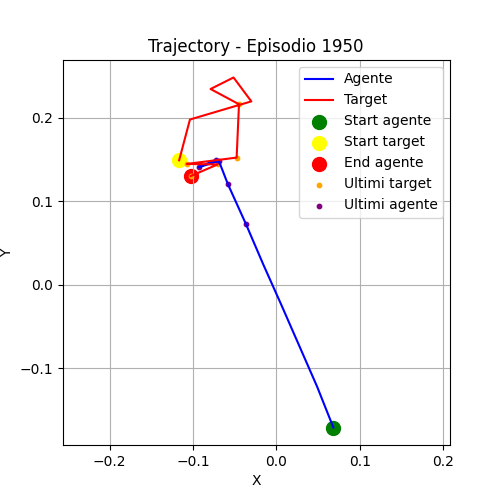 Trajectory - Episodio 1950
Agente
Target
Start agente
Start target
End agente
Ultimi target
Ultimi agente
0.2
0.1
0.0
−0.1
Y
−0.2
−0.1
0.0
0.1
0.2
X